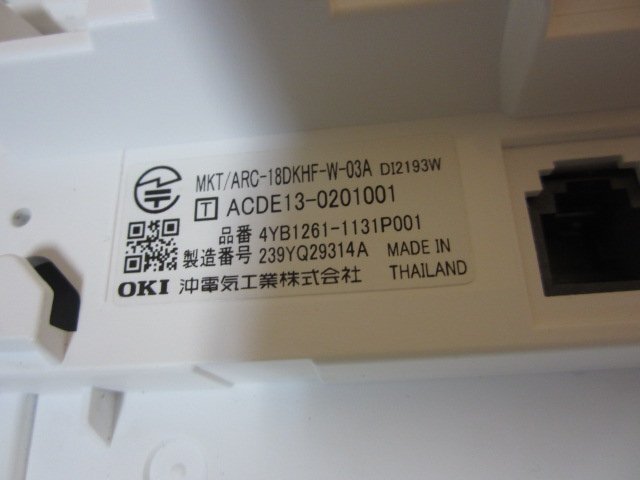 MKT/ARC-18DKHF-W-03A DI2193W
T ACDE13-0201001
品番 4YB1261-1131P001
製造番号 239YQ29314A MADE IN THAILAND
OKI 沖電気工業株式会社